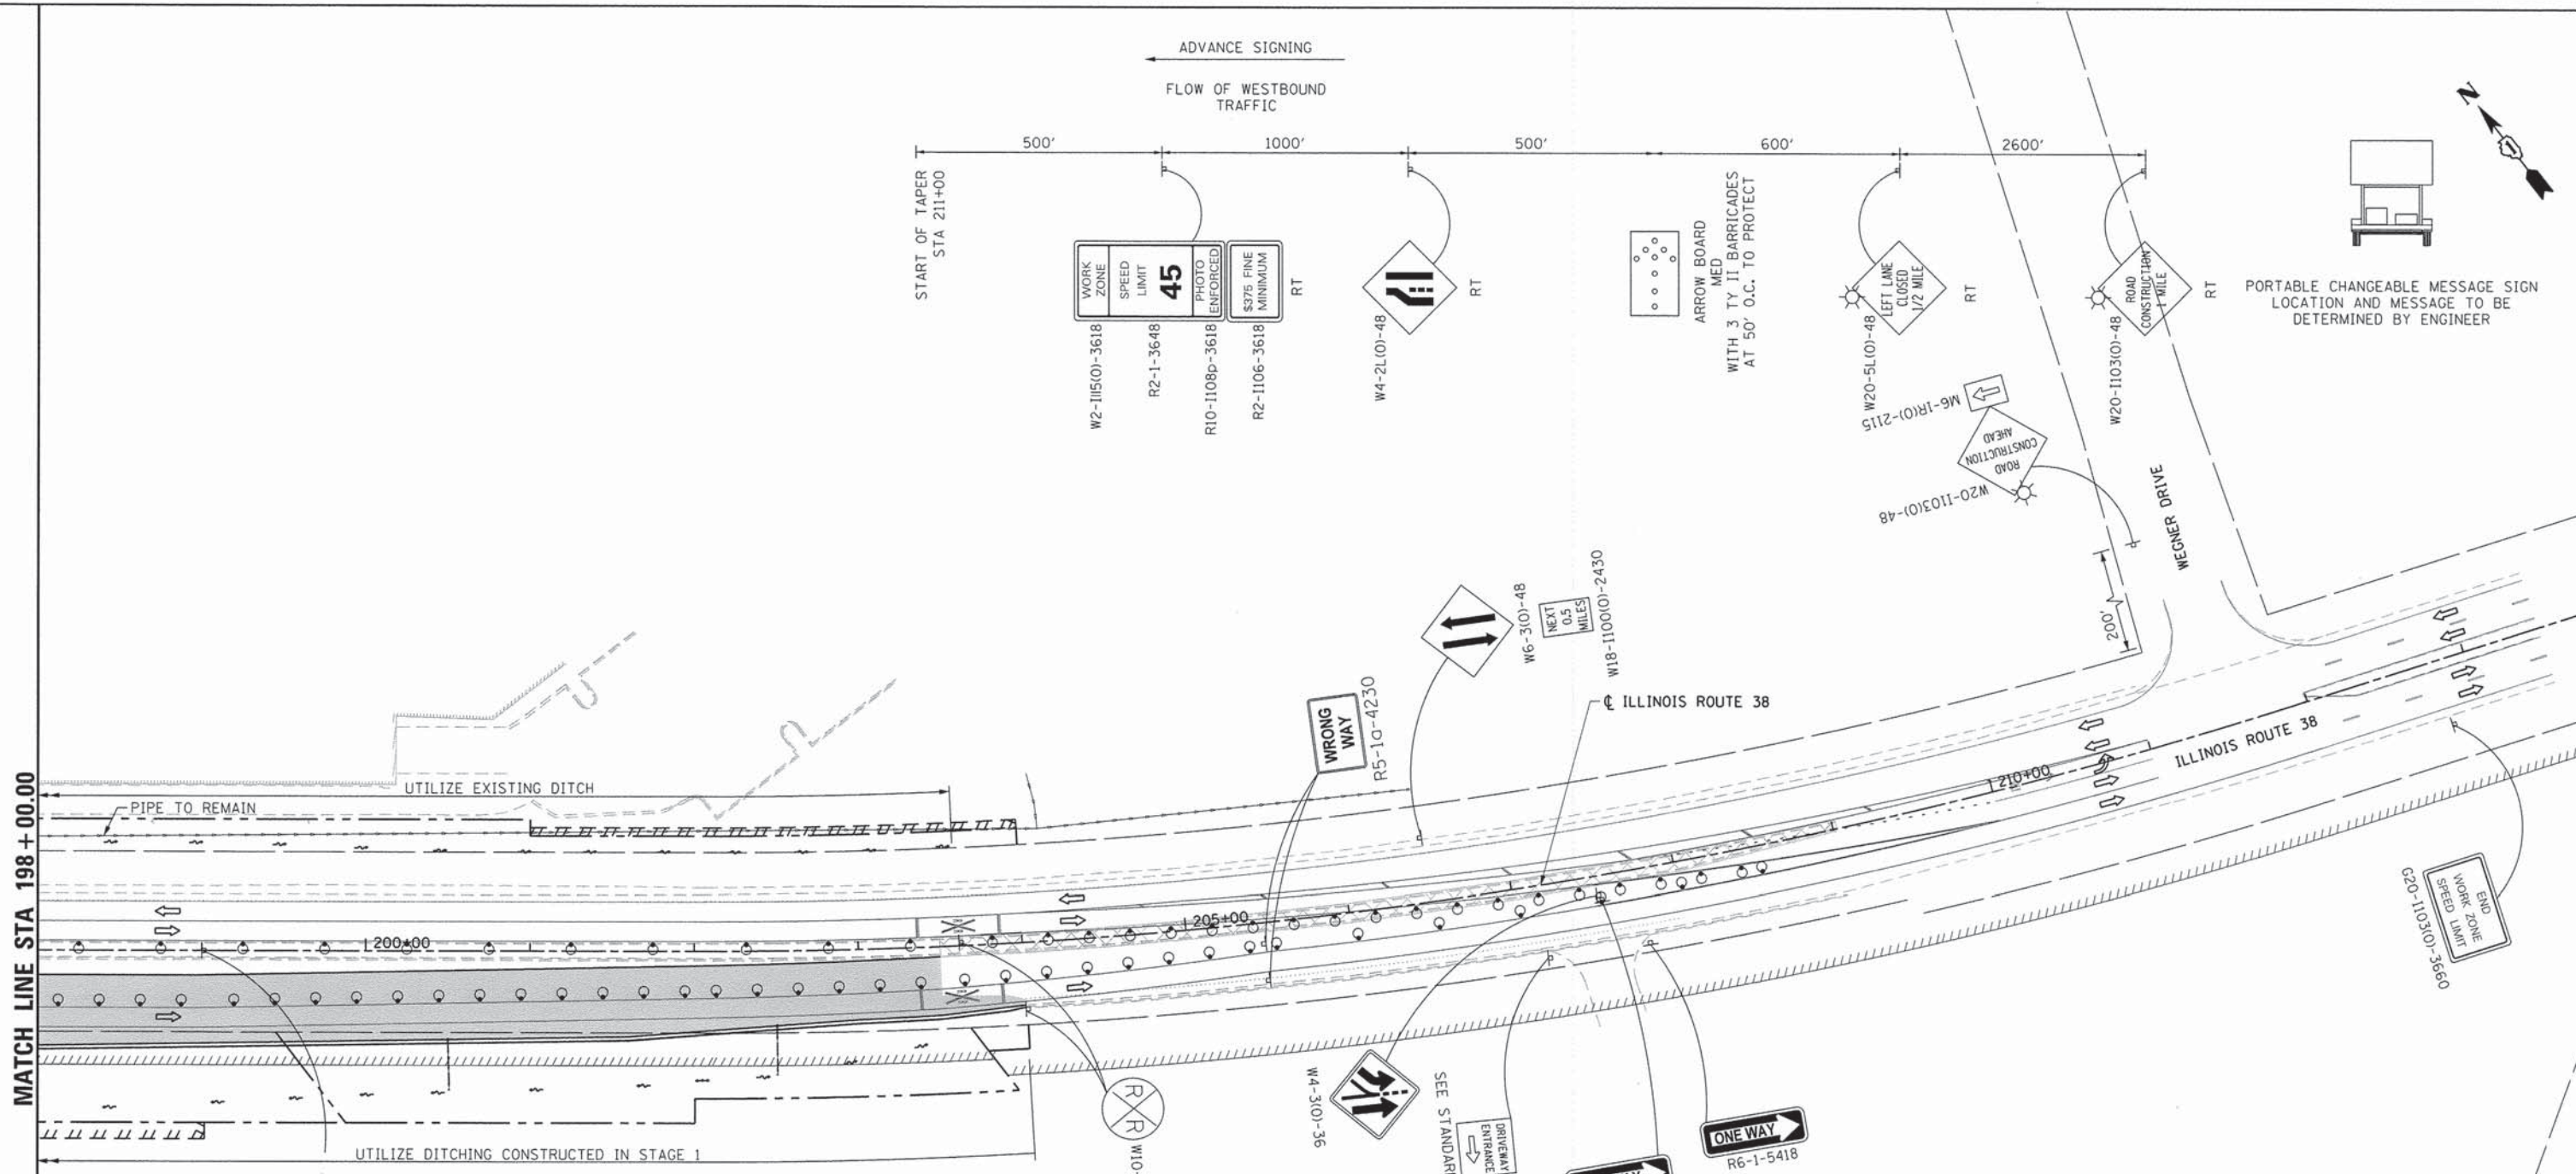 ADVANCE SIGNING
FLOW OF WESTBOUND
TRAFFIC
500'
1000'
500'
600'
2600'
START OF TAPER
STA 211+00
WORK
ZONE
SPEED
LIMIT
45
PHOTO
ENFORCED
$375 FINE
MINIMUM
RT
W2-I115(O)-3618
R2-1-3648
R10-I108p-3618
R2-I106-3618
RT
W4-2L(O)-48
ARROW BOARD
MED
WITH 3 TY II BARRICADES
AT 50' O.C. TO PROTECT
LEFT LANE
CLOSED
1/2 MILE
RT
W20-5L(O)-48
ROAD
CONSTRUCTION
1 MILE
RT
W20-I103(O)-48
N
PORTABLE CHANGEABLE MESSAGE SIGN
LOCATION AND MESSAGE TO BE
DETERMINED BY ENGINEER
M6-1R(O)-2115
ROAD
CONSTRUCTION
AHEAD
W20-I103(O)-48
WEGNER DRIVE
200'
W6-3(O)-48
NEXT
0.5
MILES
W18-I100(O)-2430
WRONG
WAY
R5-1a-4230
℄ ILLINOIS ROUTE 38
ILLINOIS ROUTE 38
MATCH LINE STA 198+00.00
UTILIZE EXISTING DITCH
PIPE TO REMAIN
200+00
205+00
210+00
END
WORK ZONE
SPEED LIMIT
G20-I103(O)-3660
R R
W10-
W4-3(O)-36
SEE STANDARD
DRIVEWAY
ENTRANCE
ONE WAY
R6-1-5418
UTILIZE DITCHING CONSTRUCTED IN STAGE 1